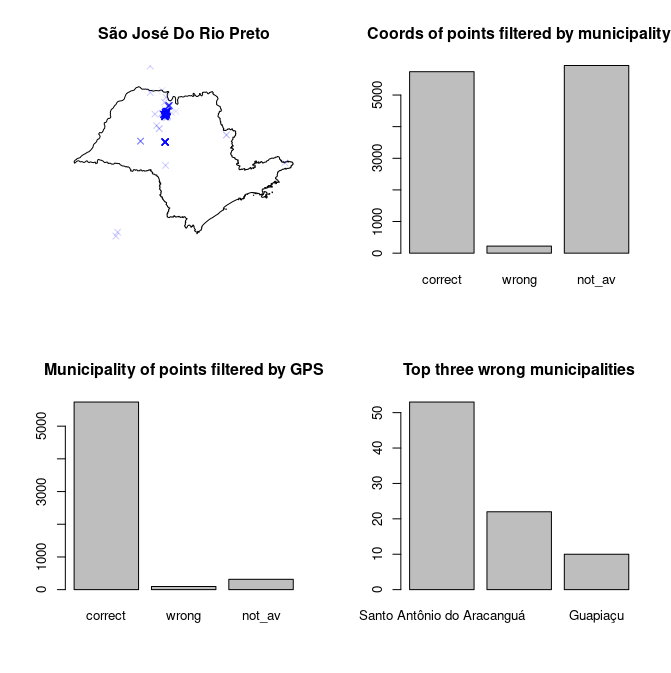 São José Do Rio Preto
Coords of points filtered by municipality
5000
3000
1000
0
correct wrong not_av
Municipality of points filtered by GPS
5000
3000
1000
0
correct wrong not_av
Top three wrong municipalities
50
40
30
20
10
0
Santo Antônio do Aracanguá Guapiaçu